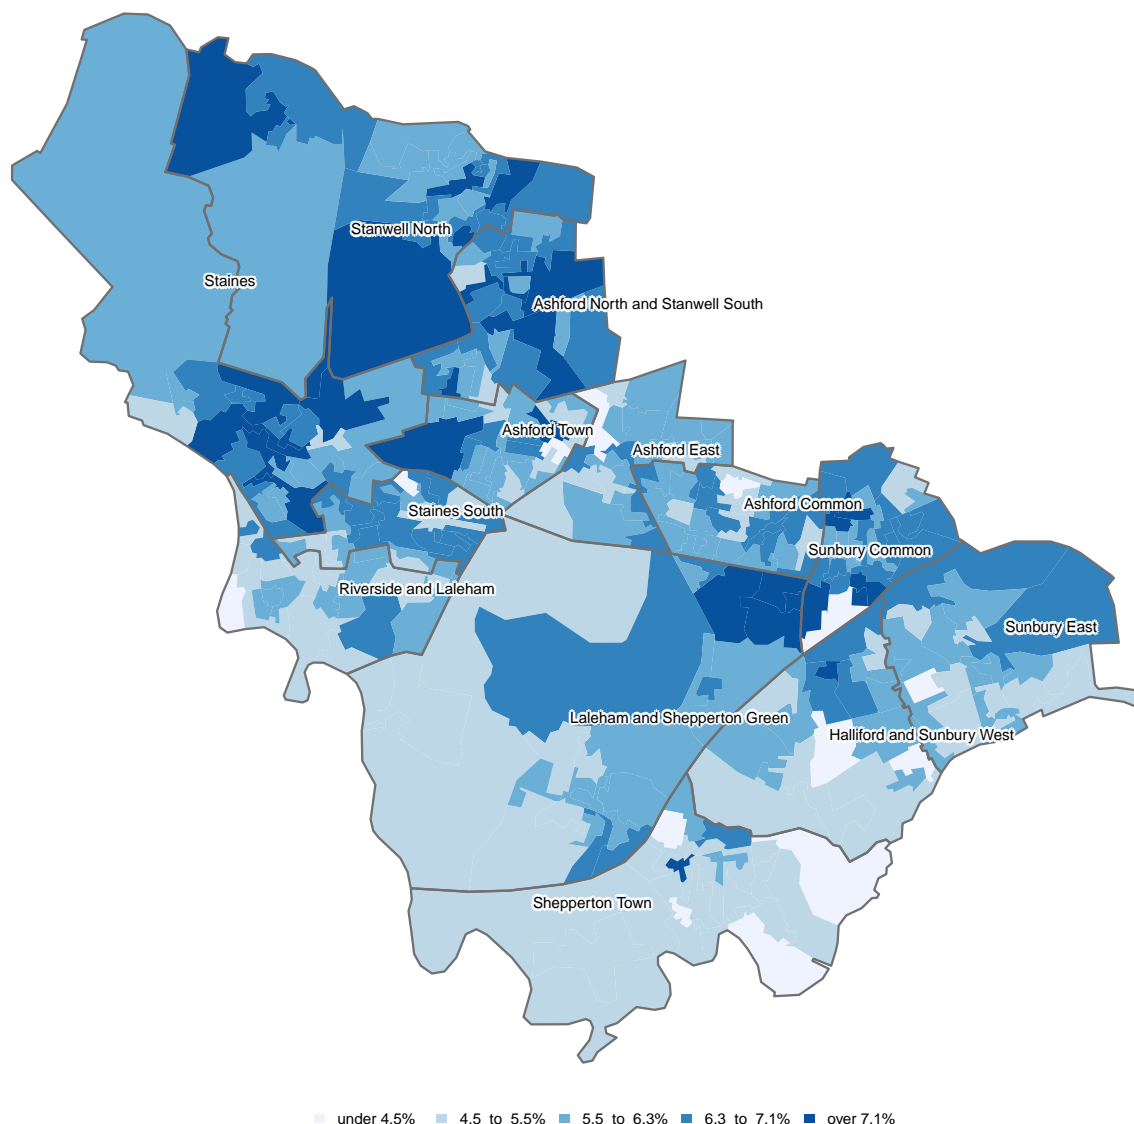 Stanwell North
Staines
Ashford North and Stanwell South
Ashford Town
Ashford East
Ashford Common
Staines South
Sunbury Common
Riverside and Laleham
Sunbury East
Laleham and Shepperton Green
Halliford and Sunbury West
Shepperton Town
under 4.5% 4.5 to 5.5% 5.5 to 6.3% 6.3 to 7.1% over 7.1%